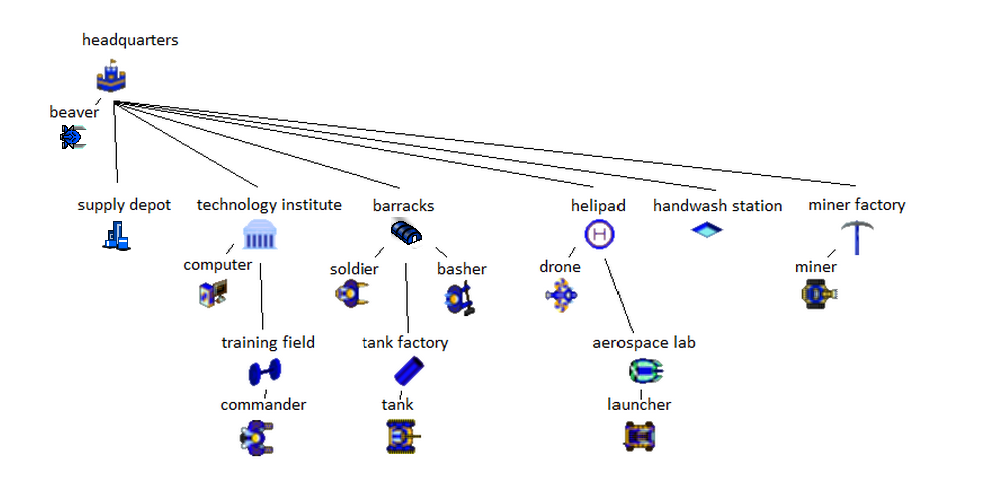 headquarters
beaver
supply depot
technology institute
barracks
helipad
handwash station
miner factory
computer
soldier
basher
drone
miner
H
training field
tank factory
aerospace lab
commander
tank
launcher